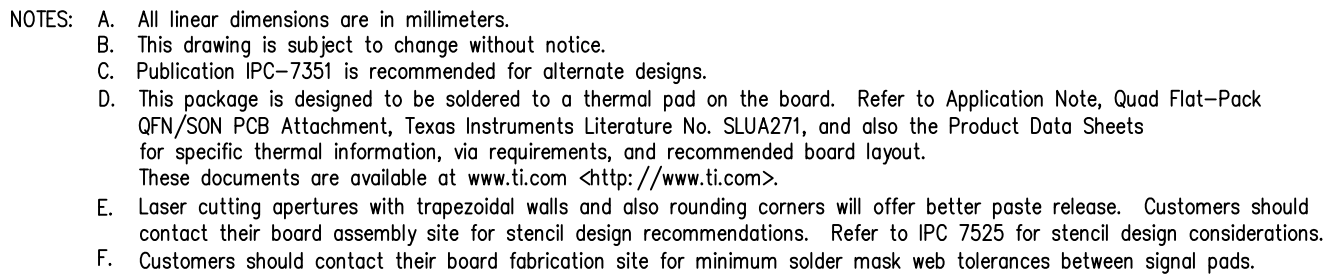 NOTES: A. All linear dimensions are in millimeters.
B. This drawing is subject to change without notice.
C. Publication IPC-7351 is recommended for alternate designs.
D. This package is designed to be soldered to a thermal pad on the board. Refer to Application Note, Quad Flat-Pack
QFN/SON PCB Attachment, Texas Instruments Literature No. SLUA271, and also the Product Data Sheets
for specific thermal information, via requirements, and recommended board layout.
These documents are available at www.ti.com <http://www.ti.com>.
E. Laser cutting apertures with trapezoidal walls and also rounding corners will offer better paste release. Customers should
contact their board assembly site for stencil design recommendations. Refer to IPC 7525 for stencil design considerations.
F. Customers should contact their board fabrication site for minimum solder mask web tolerances between signal pads.